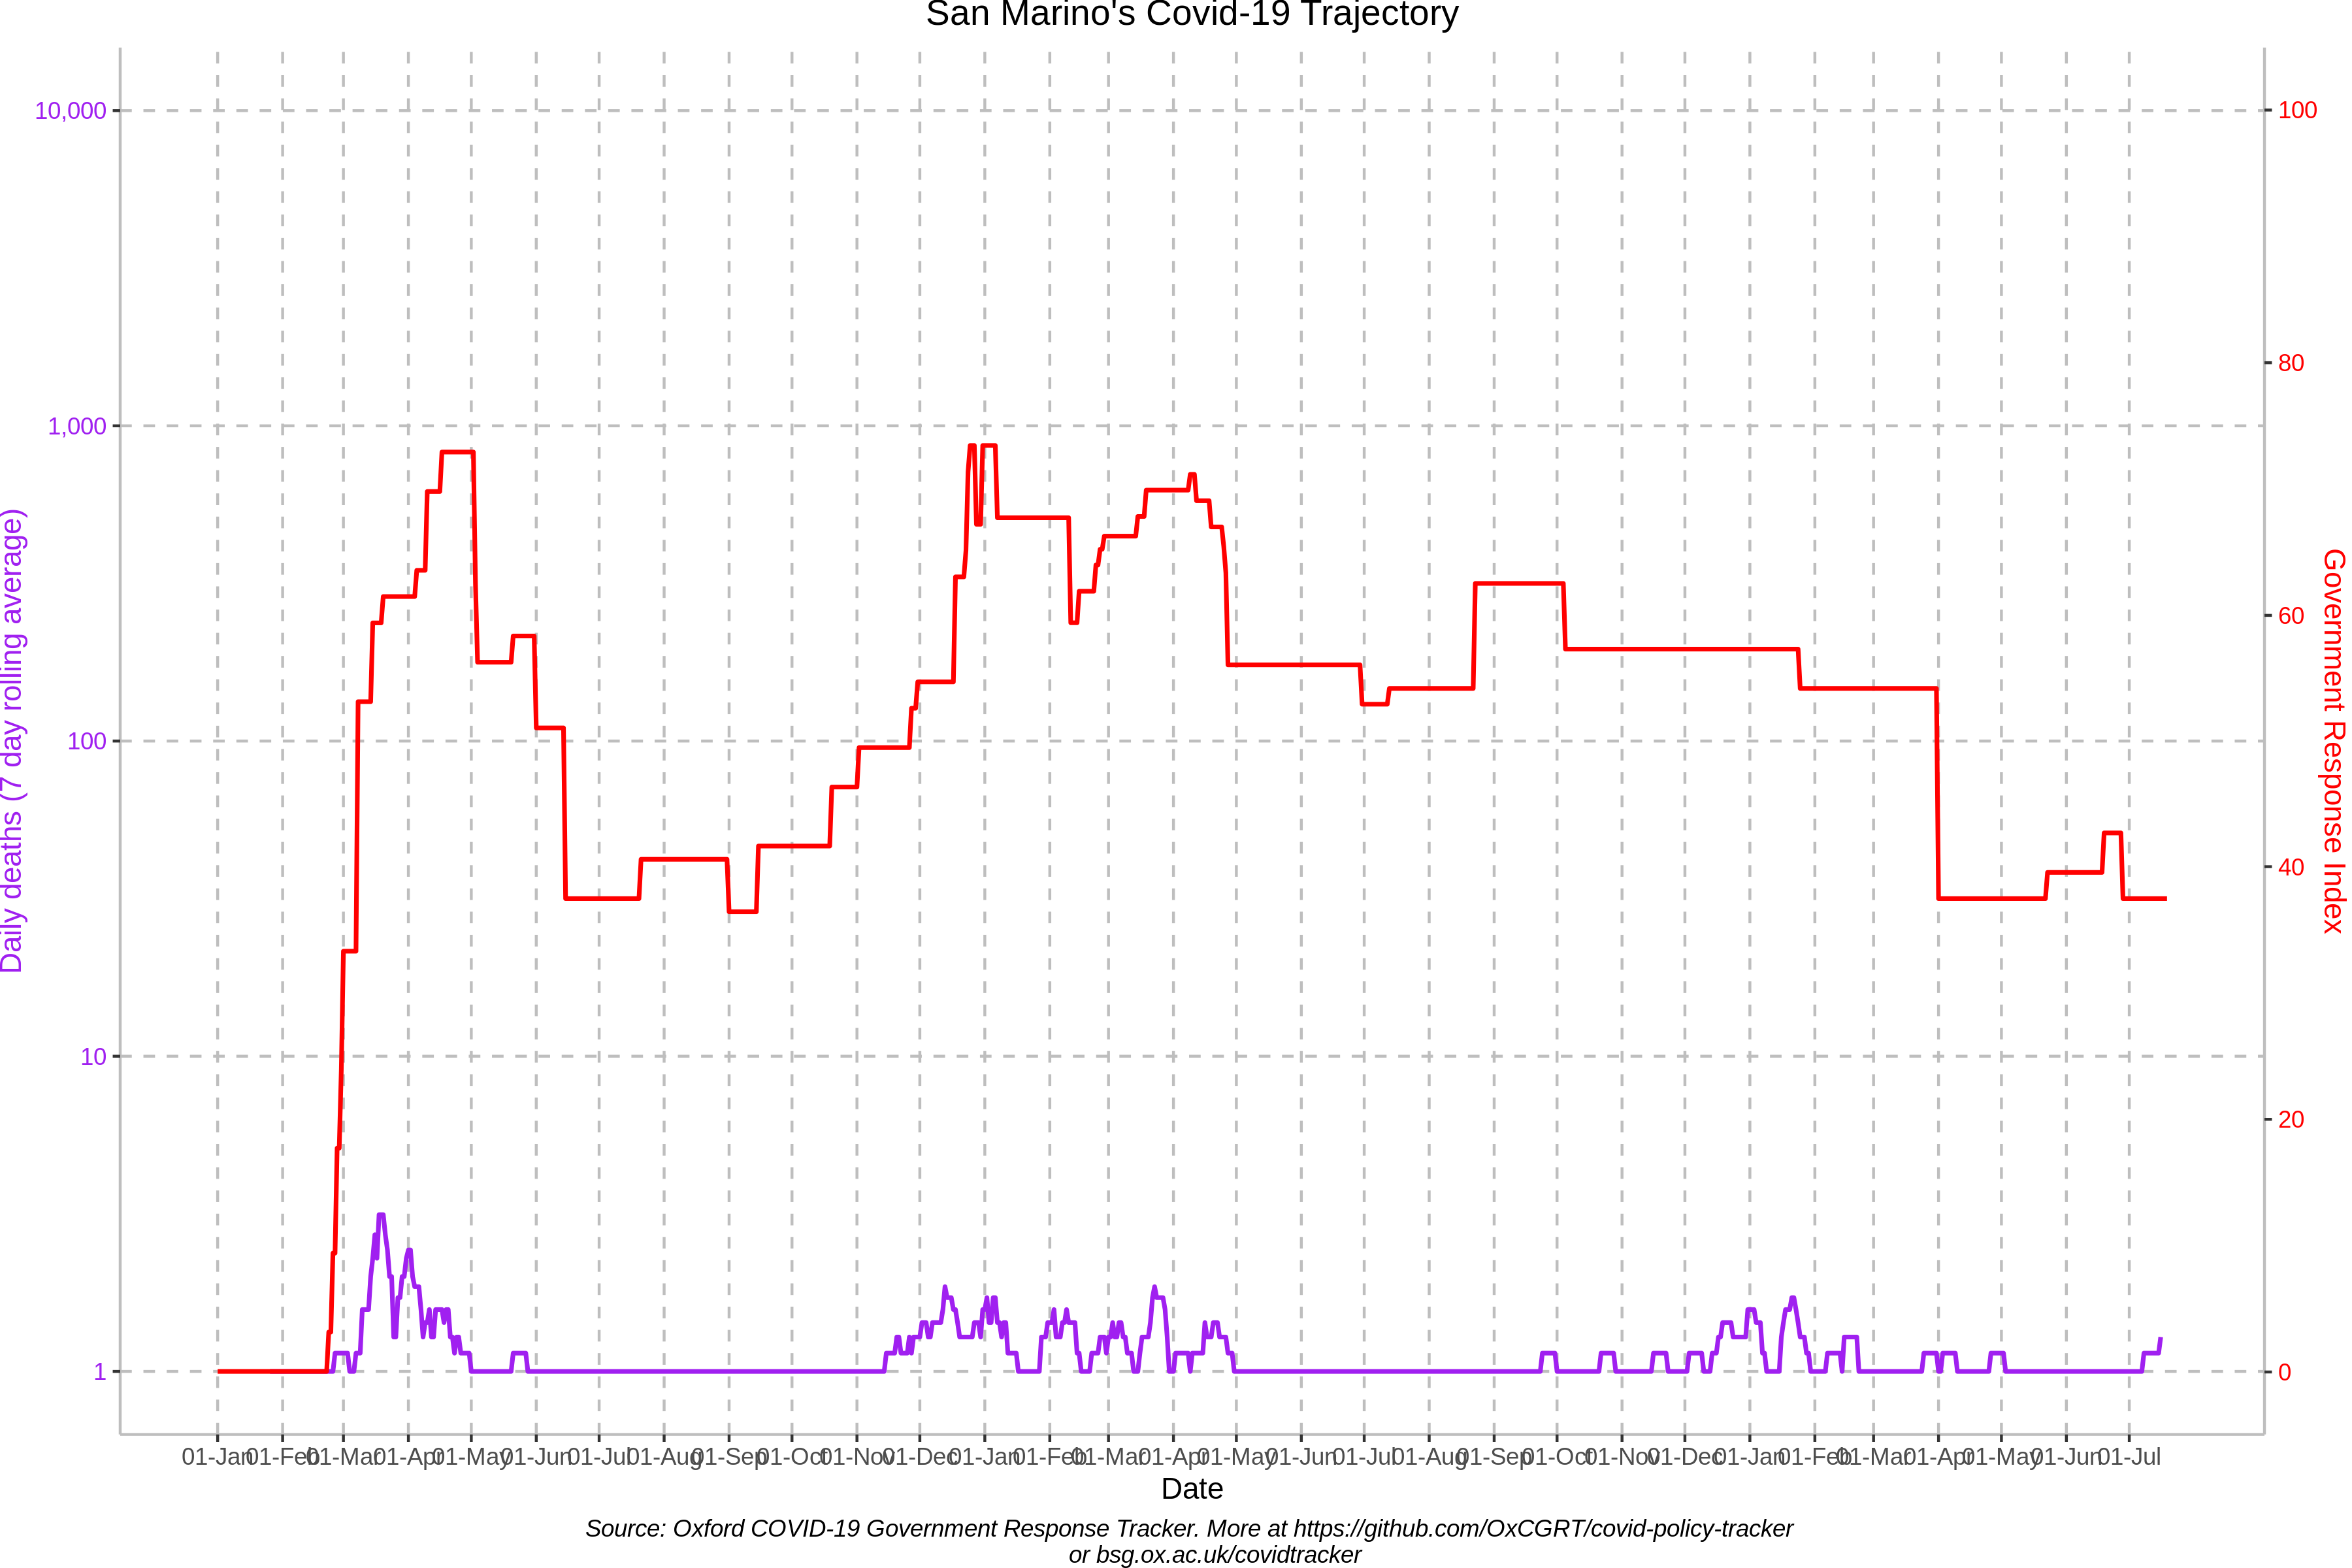 San Marino's Covid-19 Trajectory
10,000
1,000
100
10
1
Daily deaths (7 day rolling average)
100
80
60
40
20
0
Government Response Index
01-Jan 01-Feb 01-Mar 01-Apr 01-May 01-Jun 01-Jul 01-Aug 01-Sep 01-Oct 01-Nov 01-Dec 01-Jan 01-Feb 01-Mar 01-Apr 01-May 01-Jun 01-Jul 01-Aug 01-Sep 01-Oct 01-Nov 01-Dec 01-Jan 01-Feb 01-Mar 01-Apr 01-May 01-Jun 01-Jul
Date
Source: Oxford COVID-19 Government Response Tracker. More at https://github.com/OxCGRT/covid-policy-tracker
or bsg.ox.ac.uk/covidtracker